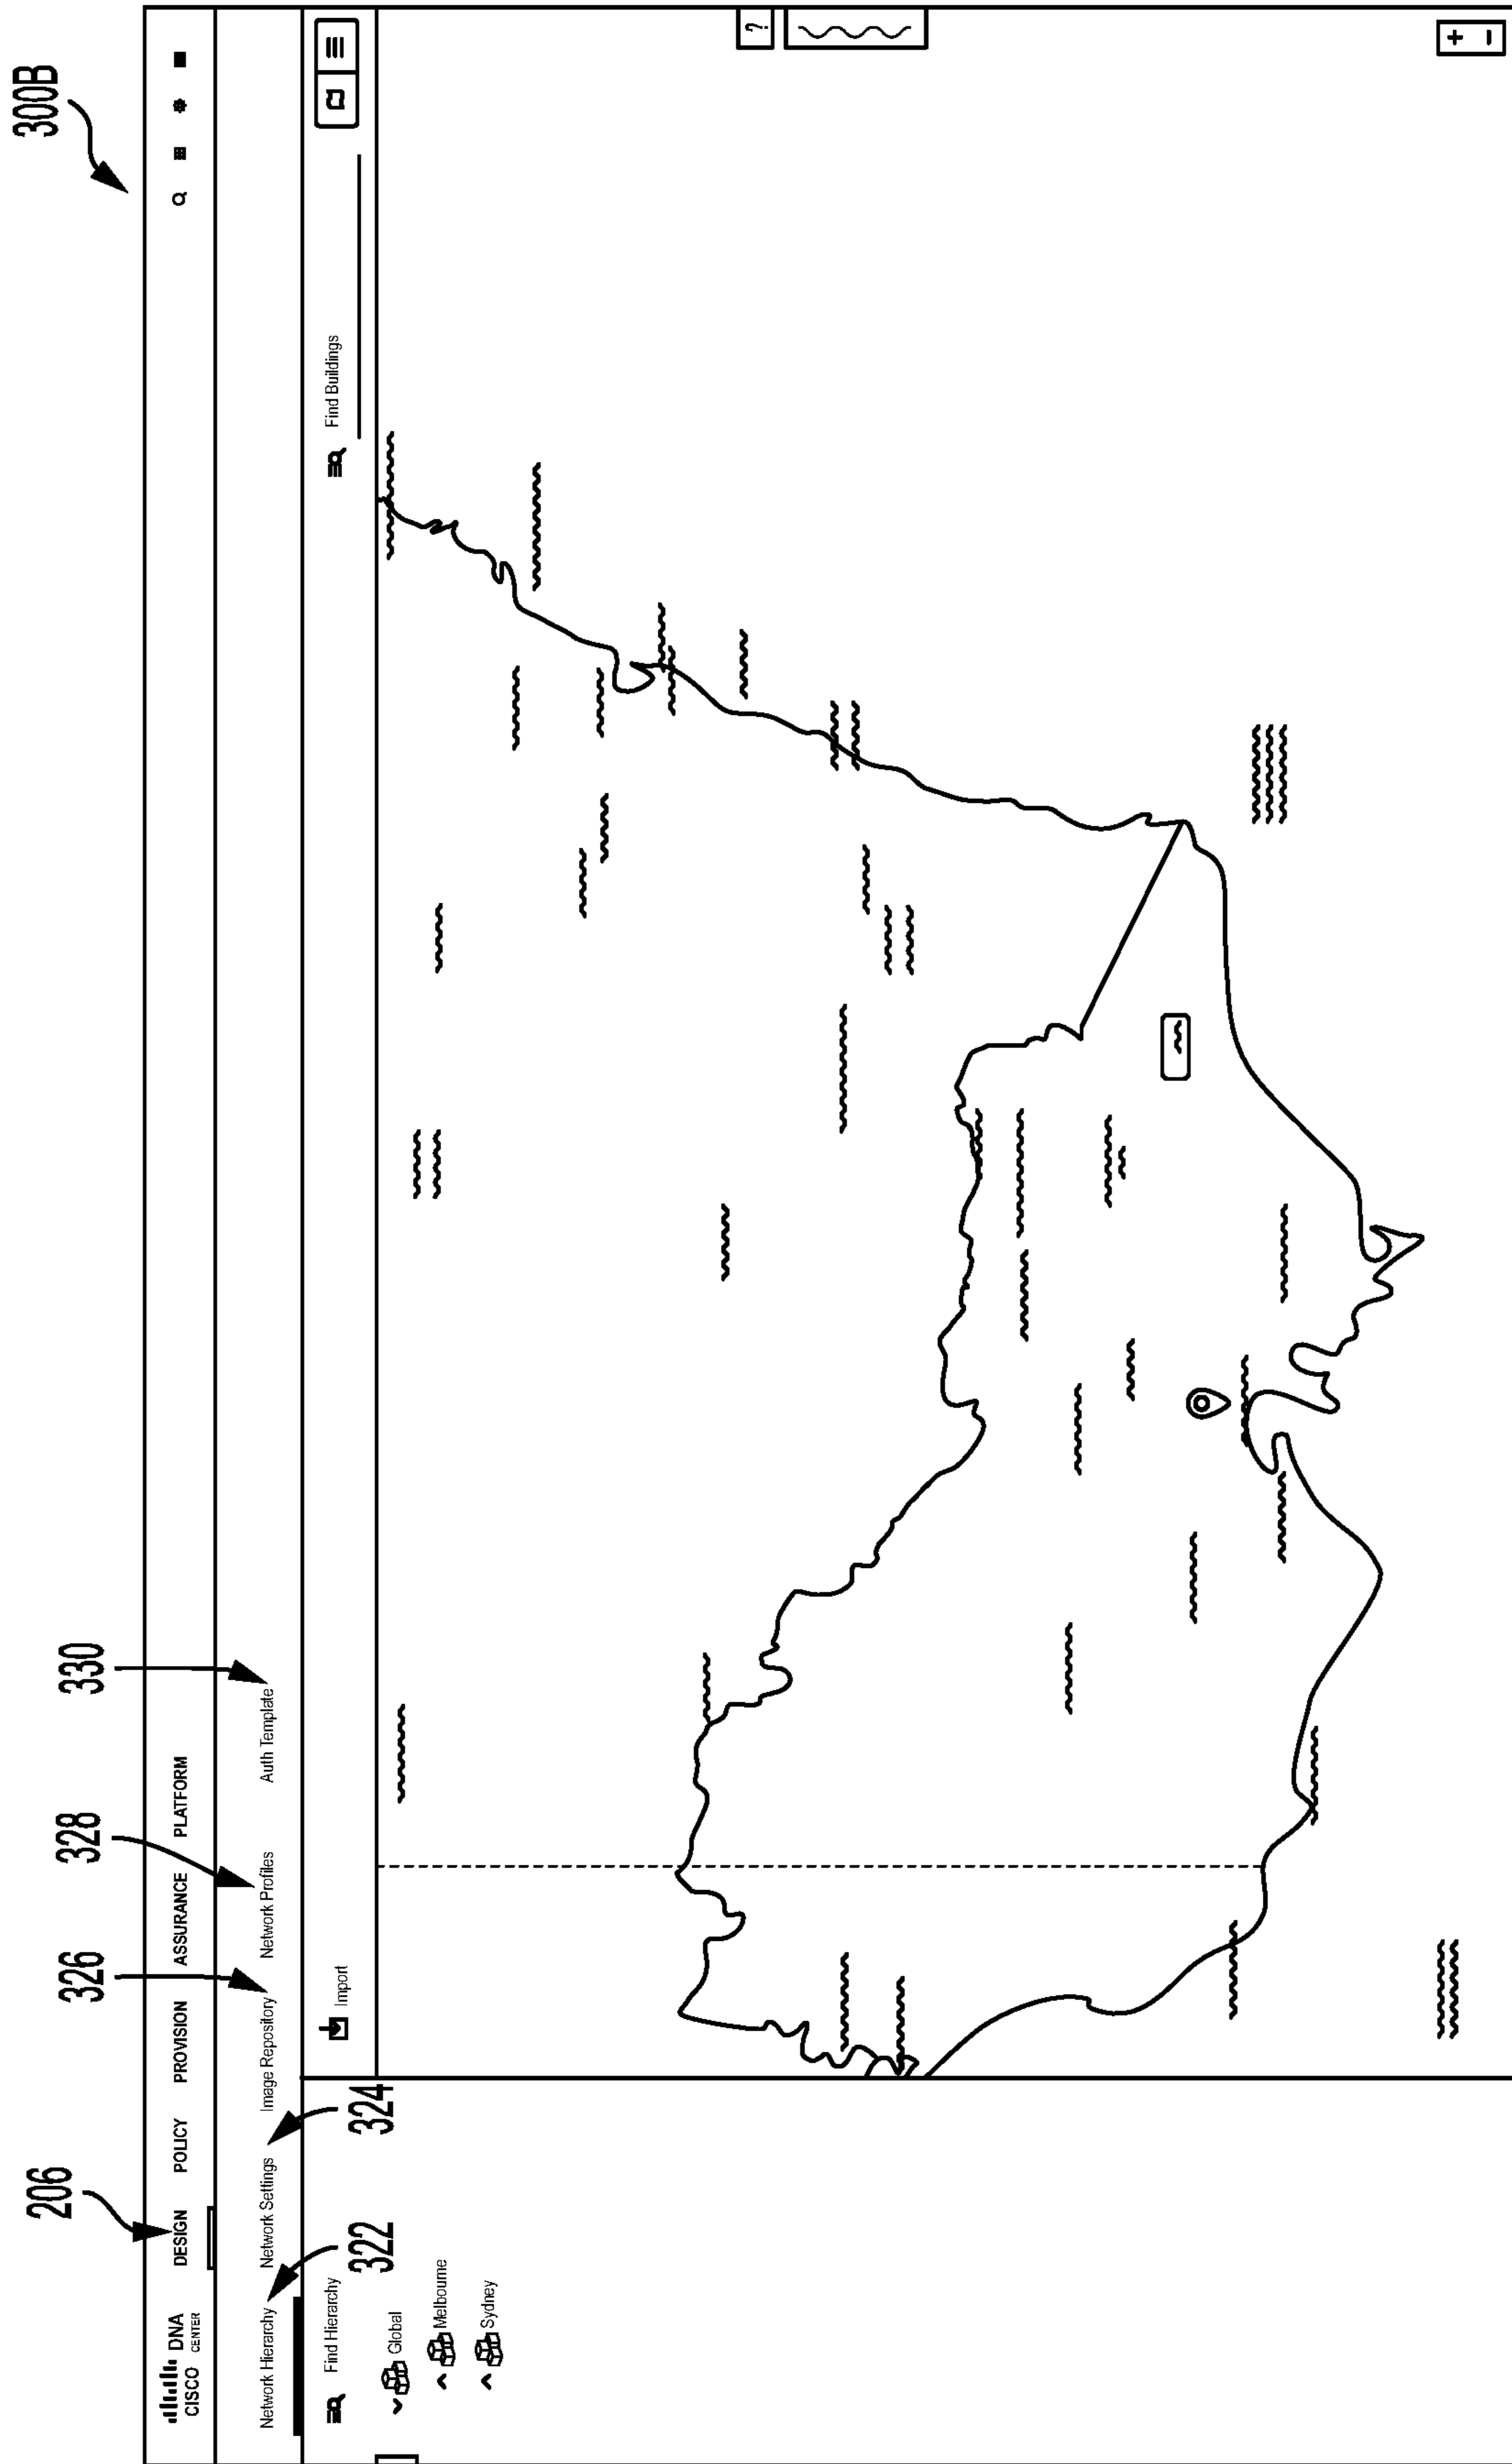 300B
206
326
328
330
CISCO
DNA
CENTER
DESIGN
POLICY
PROVISION
ASSURANCE
PLATFORM
Network Hierarchy
Network Settings
Image Repository
Network Profiles
Auth Template
Find Hierarchy
322
324
Import
Find Buildings
Global
Melbourne
Sydney
?
+
-